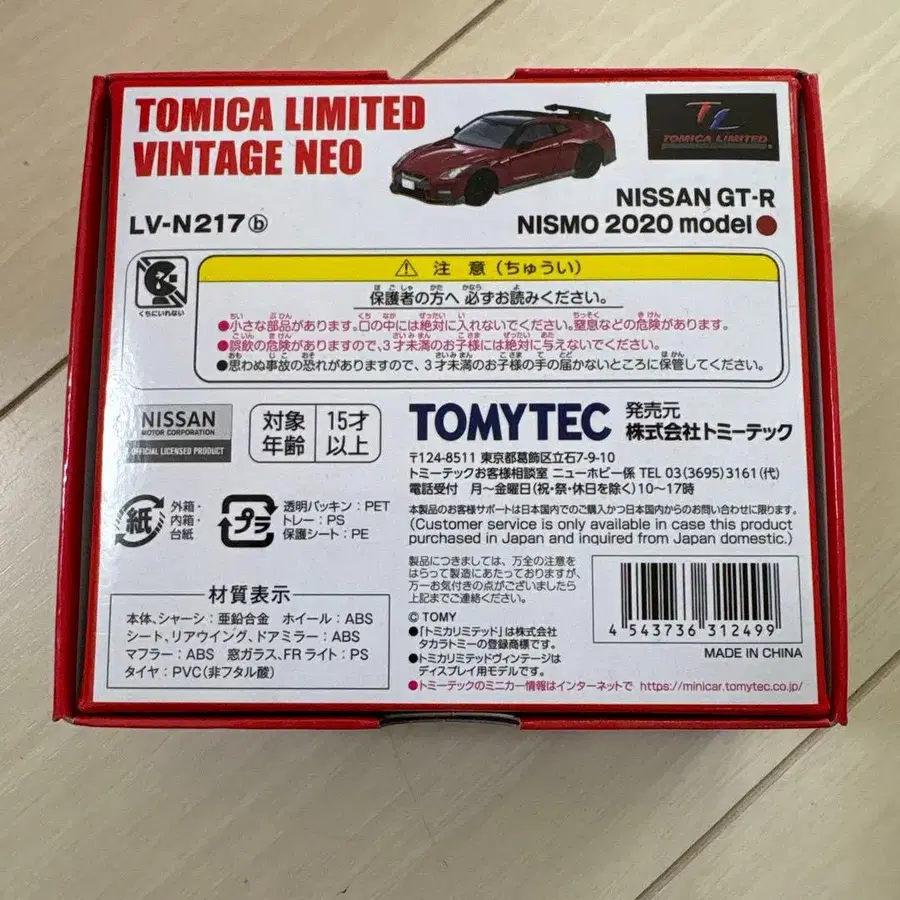 TOMICA LIMITED
VINTAGE NEO
TOMICA LIMITED
LV-N217 ⓑ
NISSAN GT-R
NISMO 2020 model●
くちにいれない
⚠ 注 意 (ちゅうい)
保護者の方へ 必ずお読みください。
●小さな部品があります。口の中には絶対に入れないでください。窒息などの危険があります。
●誤飲の危険がありますので、3才未満のお子様には絶対に与えないでください。
●思わぬ事故の恐れがありますので、3才未満のお子様の手の届かないところに保管してください。
NISSAN
MOTOR CORPORATION
OFFICIAL LICENSED PRODUCT
対象
年齢
15才
以上
TOMYTEC
発売元
株式会社トミーテック
〒124-8511 東京都葛飾区立石7-9-10
トミーテックお客様相談室 ニューホビー係 TEL 03(3695)3161(代)
電話受付 月〜金曜日(祝・祭・休日を除く)10〜17時
本製品のお客様サポートは日本国内でのご購入かつ日本国内からのお問い合わせに限ります。
(Customer service is only available in case this product
purchased in Japan and inquired from Japan domestic.)
紙
外箱・
内箱・
台紙
プラ
透明パッキン:PET
トレー:PS
保護シート:PE
製品につきましては、万全の注意を
はらって製造にあたっておりますが、
万一お気付きの点がございましたら
上記までご連絡ください。
材質表示
本体、シャーシ:亜鉛合金 ホイール:ABS
シート、リアウイング、ドアミラー:ABS
マフラー:ABS 窓ガラス、FRライト:PS
タイヤ:PVC(非フタル酸)
© TOMY
●「トミカリミテッド」は株式会社
タカラトミーの登録商標です。
●トミカリミテッドヴィンテージは
ディスプレイ用モデルです。
●トミーテックのミニカー情報はインターネットで https://minicar.tomytec.co.jp/
4 543736 312499
MADE IN CHINA